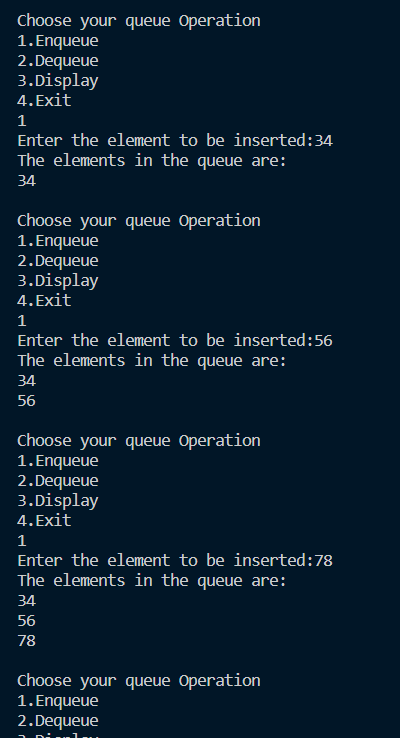 Choose your queue Operation
1.Enqueue
2.Dequeue
3.Display
4.Exit
1
Enter the element to be inserted:34
The elements in the queue are:
34

Choose your queue Operation
1.Enqueue
2.Dequeue
3.Display
4.Exit
1
Enter the element to be inserted:56
The elements in the queue are:
34
56

Choose your queue Operation
1.Enqueue
2.Dequeue
3.Display
4.Exit
1
Enter the element to be inserted:78
The elements in the queue are:
34
56
78

Choose your queue Operation
1.Enqueue
2.Dequeue
3.Display